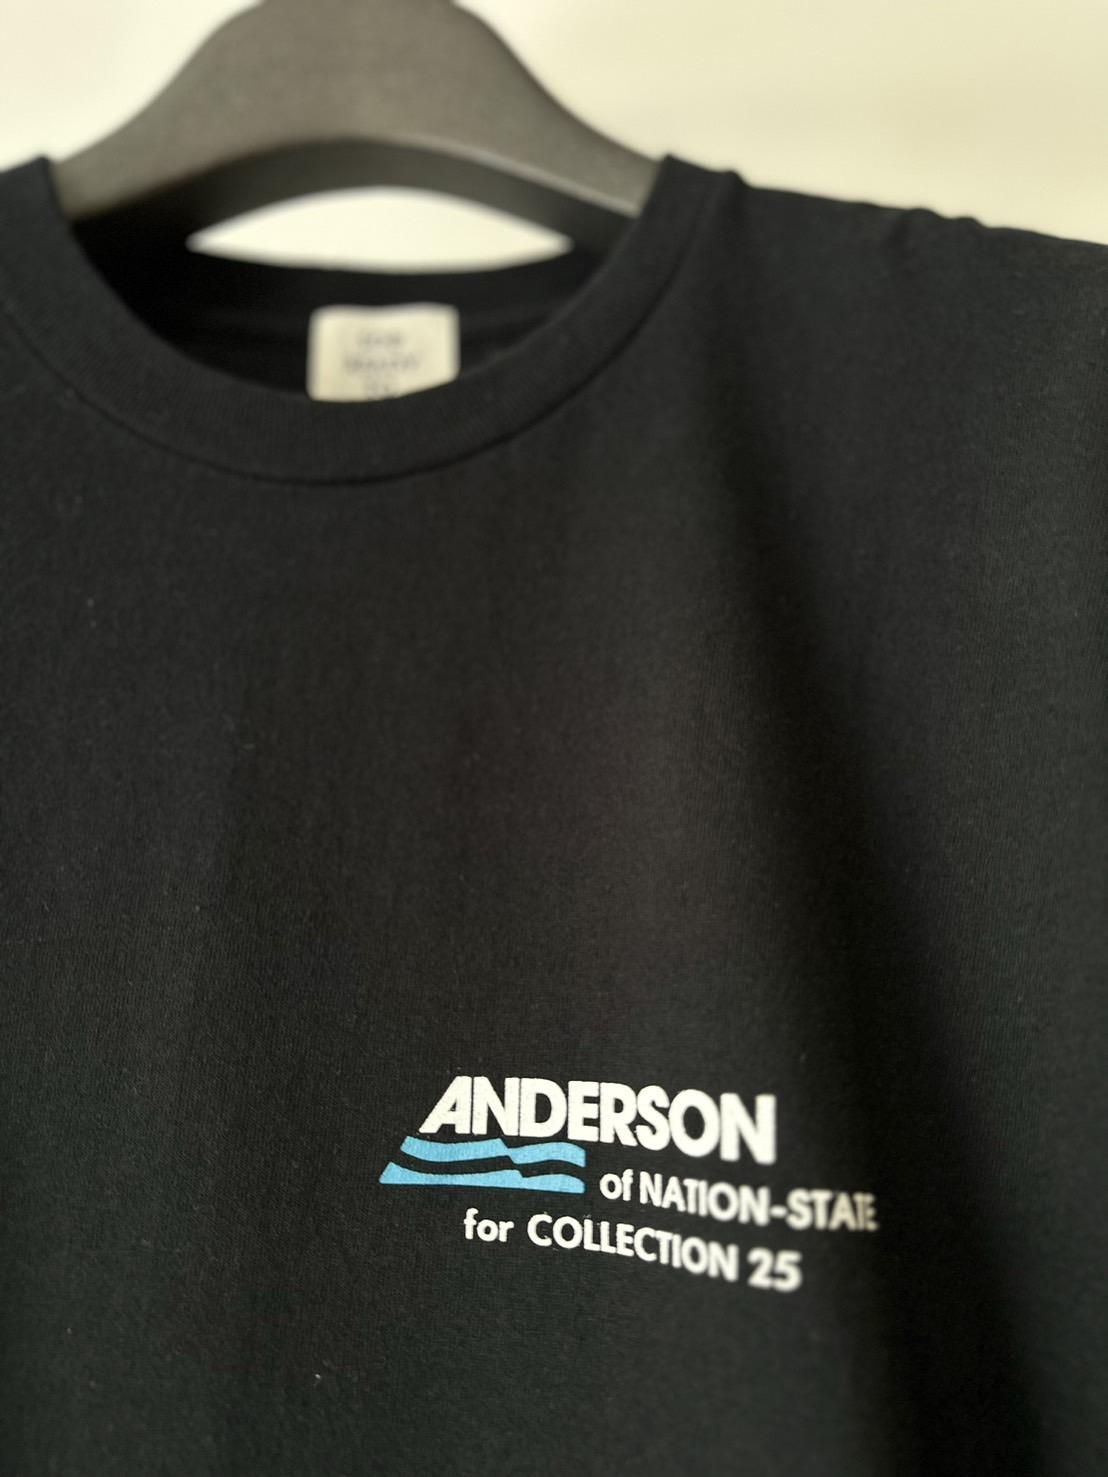 ANDERSON
of NATION-STATE
for COLLECTION 25